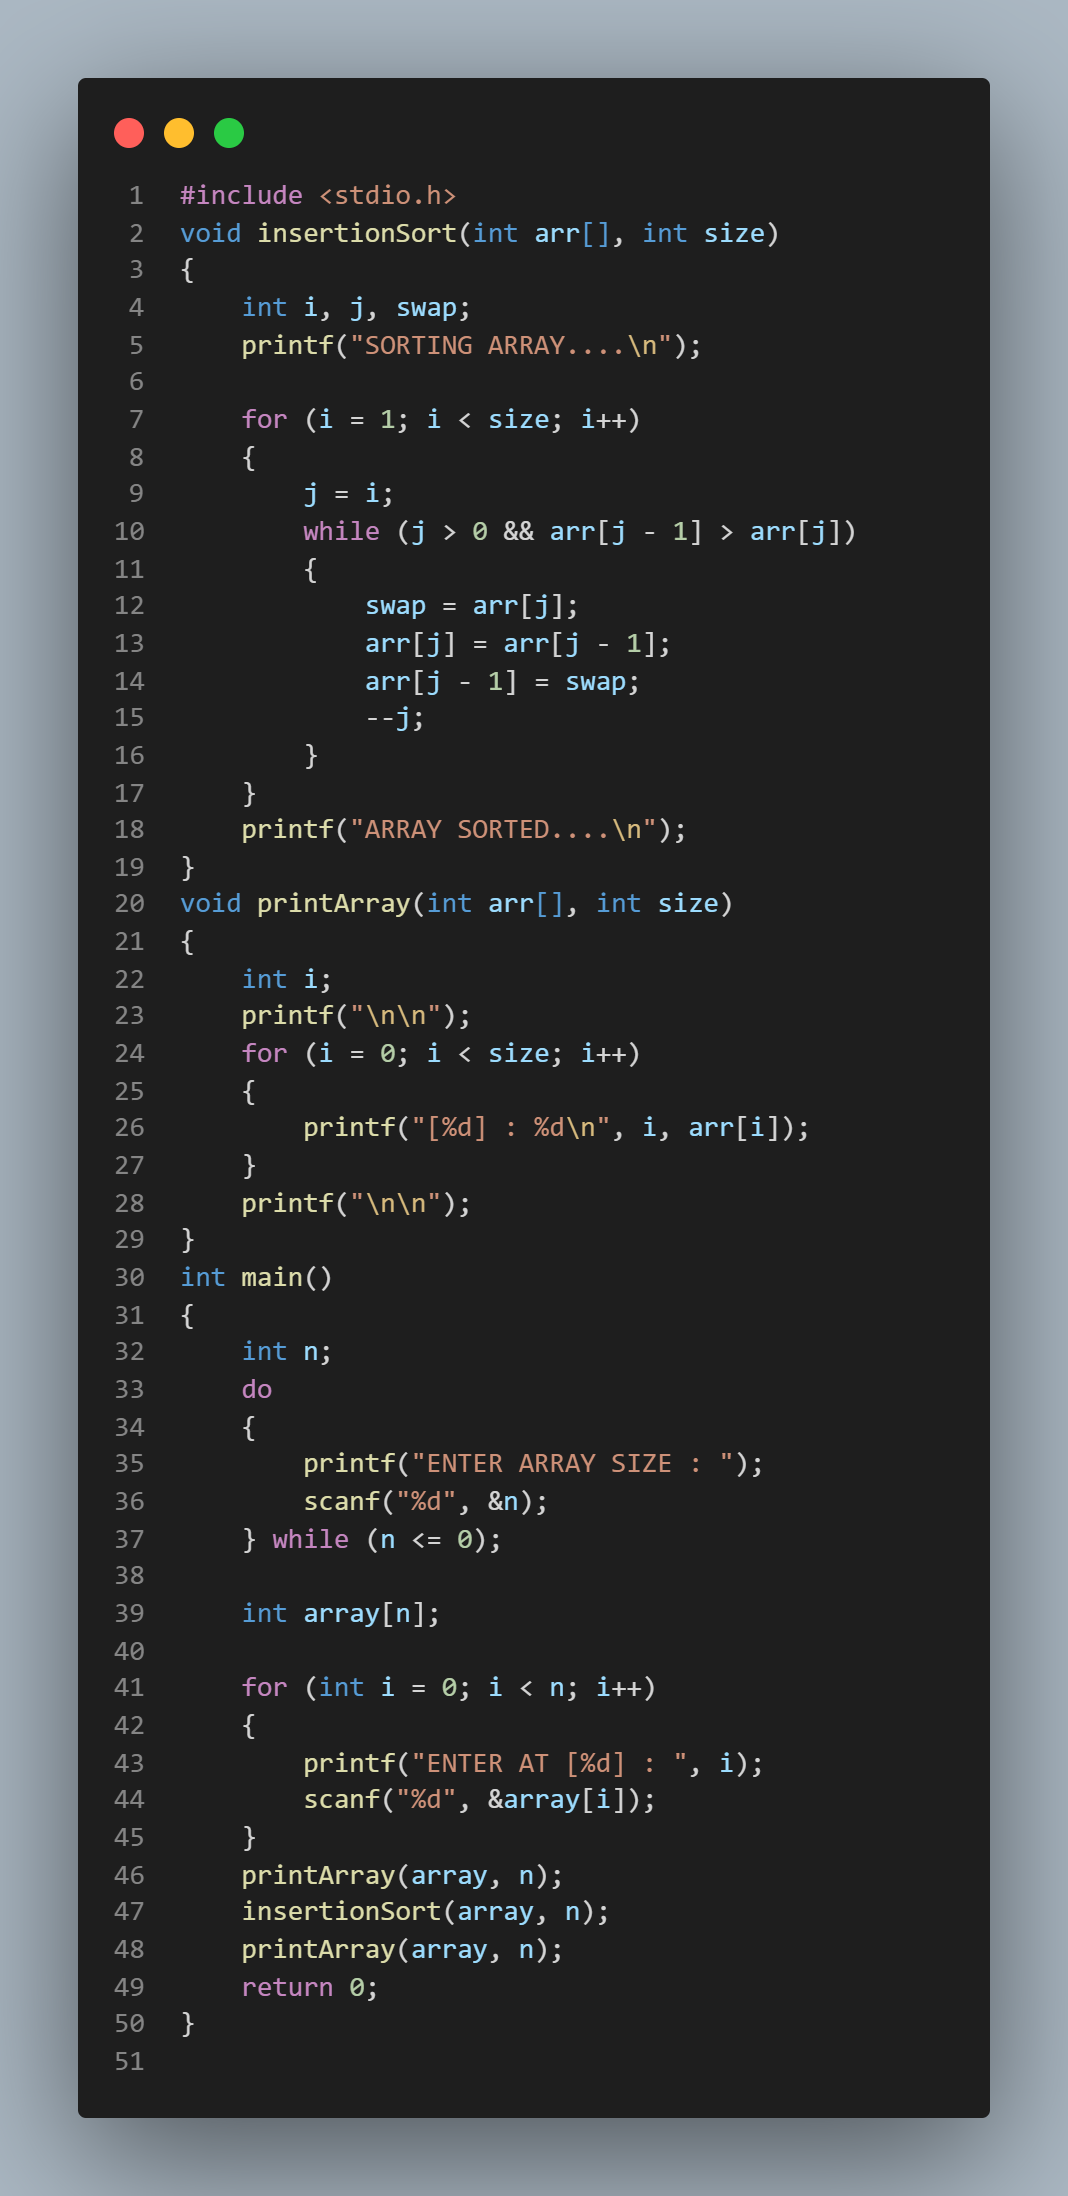 1 #include <stdio.h>
2 void insertionSort(int arr[], int size)
3 {
4     int i, j, swap;
5     printf("SORTING ARRAY....\n");
6
7     for (i = 1; i < size; i++)
8     {
9         j = i;
10         while (j > 0 && arr[j - 1] > arr[j])
11         {
12             swap = arr[j];
13             arr[j] = arr[j - 1];
14             arr[j - 1] = swap;
15             --j;
16         }
17     }
18     printf("ARRAY SORTED....\n");
19 }
20 void printArray(int arr[], int size)
21 {
22     int i;
23     printf("\n\n");
24     for (i = 0; i < size; i++)
25     {
26         printf("[%d] : %d\n", i, arr[i]);
27     }
28     printf("\n\n");
29 }
30 int main()
31 {
32     int n;
33     do
34     {
35         printf("ENTER ARRAY SIZE : ");
36         scanf("%d", &n);
37     } while (n <= 0);
38
39     int array[n];
40
41     for (int i = 0; i < n; i++)
42     {
43         printf("ENTER AT [%d] : ", i);
44         scanf("%d", &array[i]);
45     }
46     printArray(array, n);
47     insertionSort(array, n);
48     printArray(array, n);
49     return 0;
50 }
51